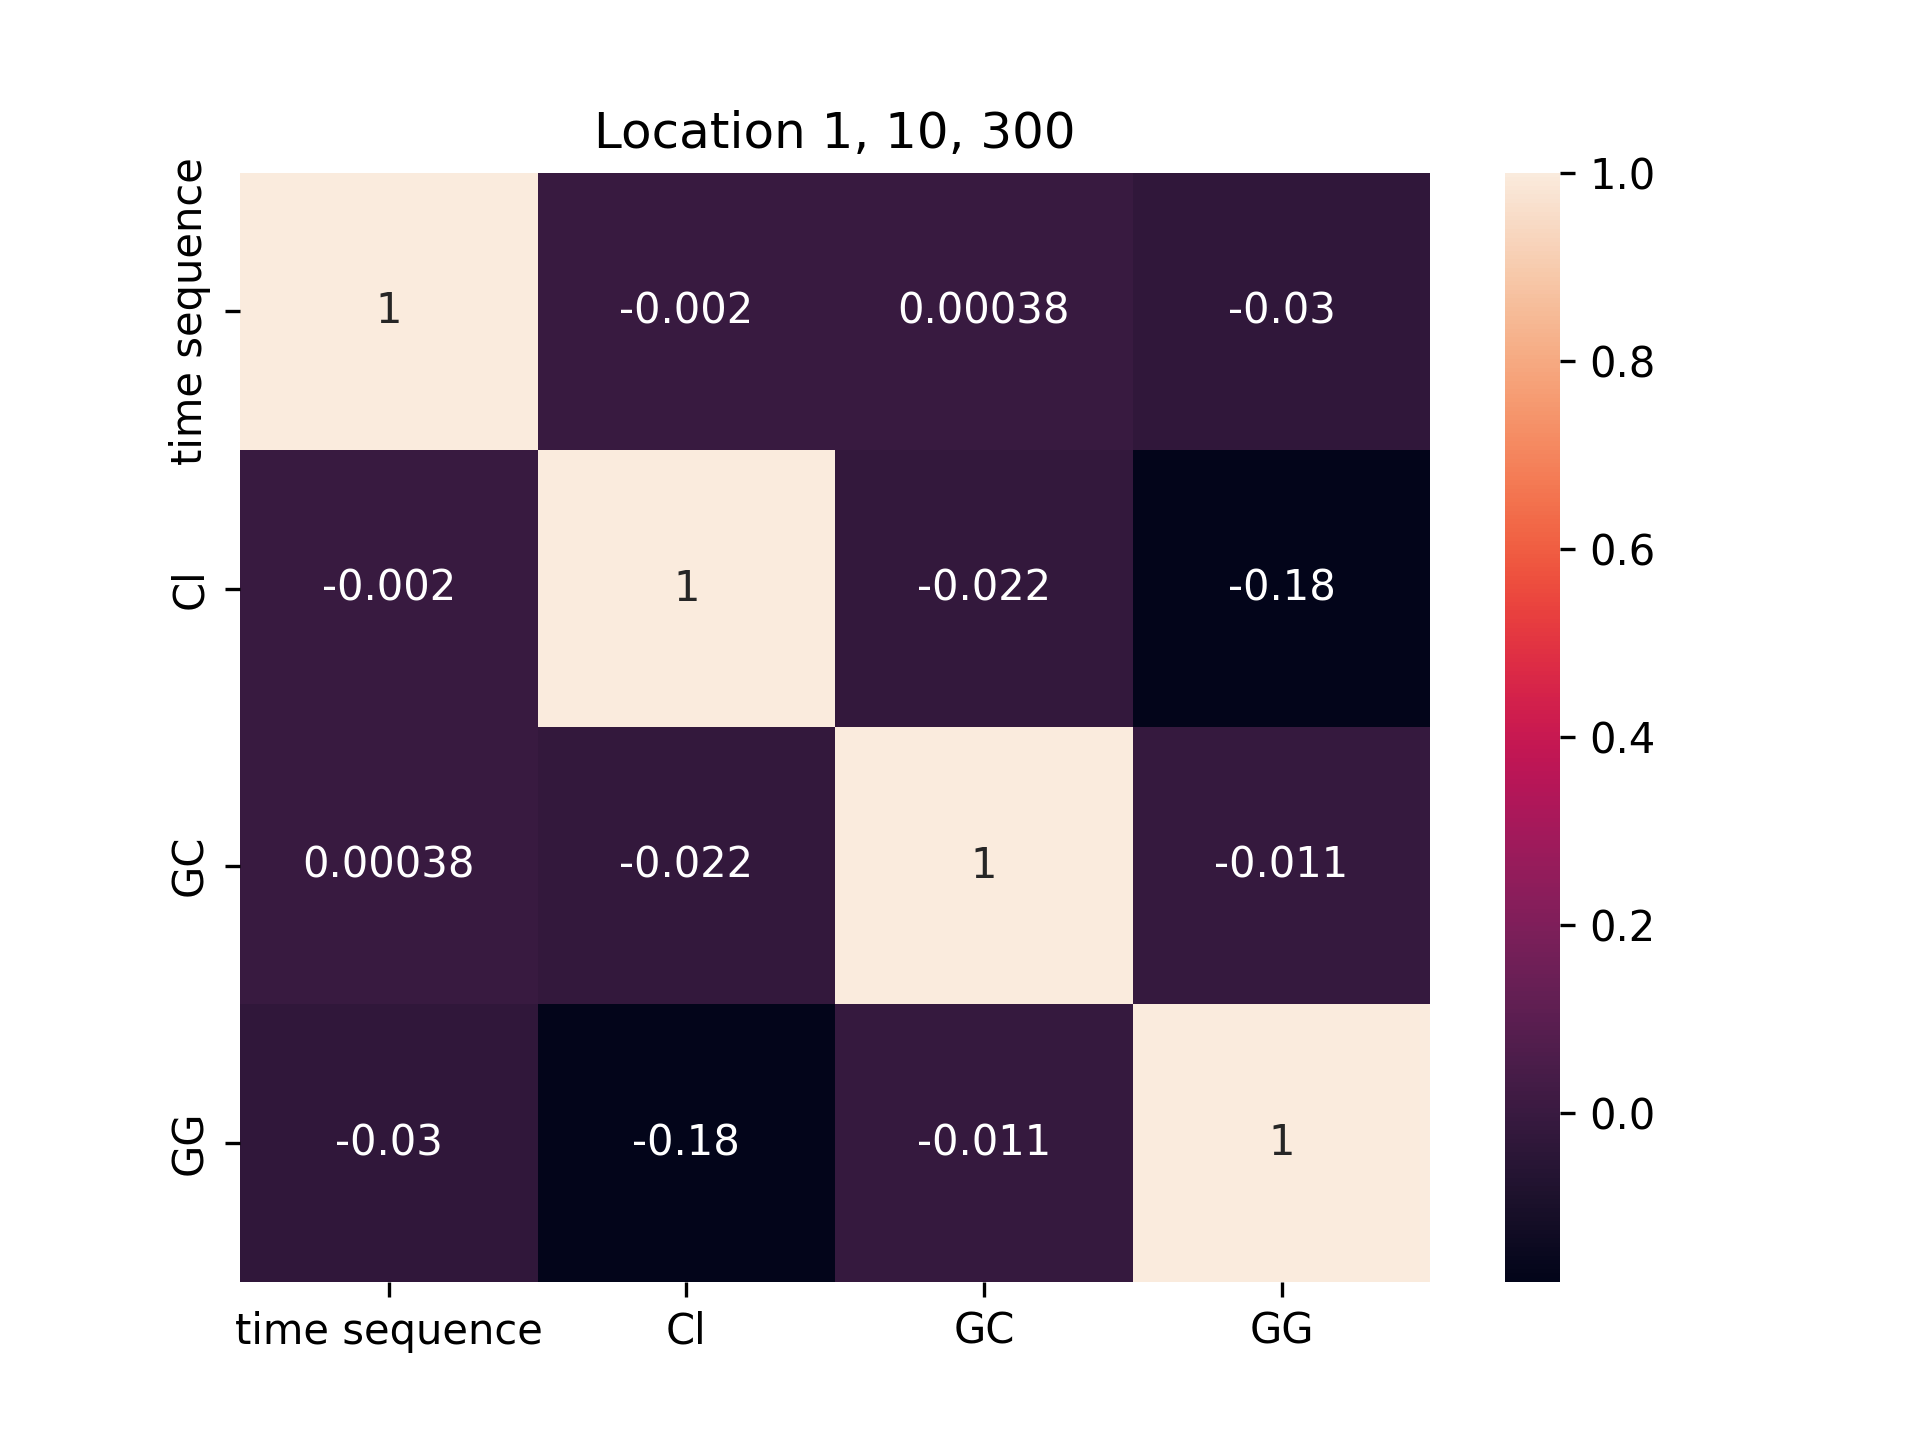 Location 1, 10, 300
time sequence
1 -0.002 0.00038 -0.03
Cl
-0.002 1 -0.022 -0.18
GC
0.00038 -0.022 1 -0.011
GG
-0.03 -0.18 -0.011 1
time sequence Cl GC GG
1.0
0.8
0.6
0.4
0.2
0.0